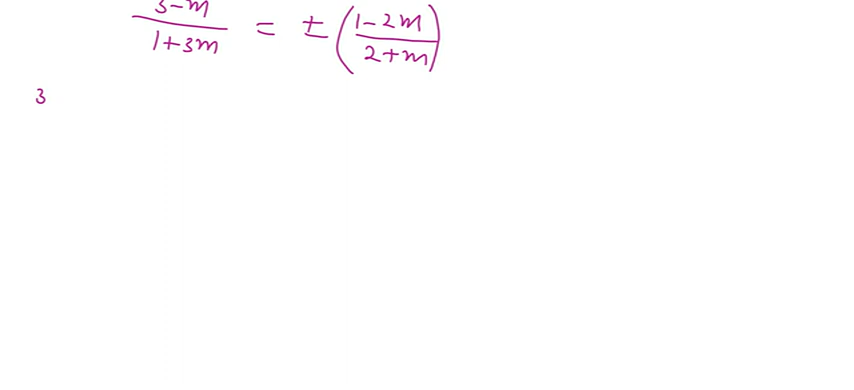 3-m/1+3m = ± (1-2m/2+m)
3